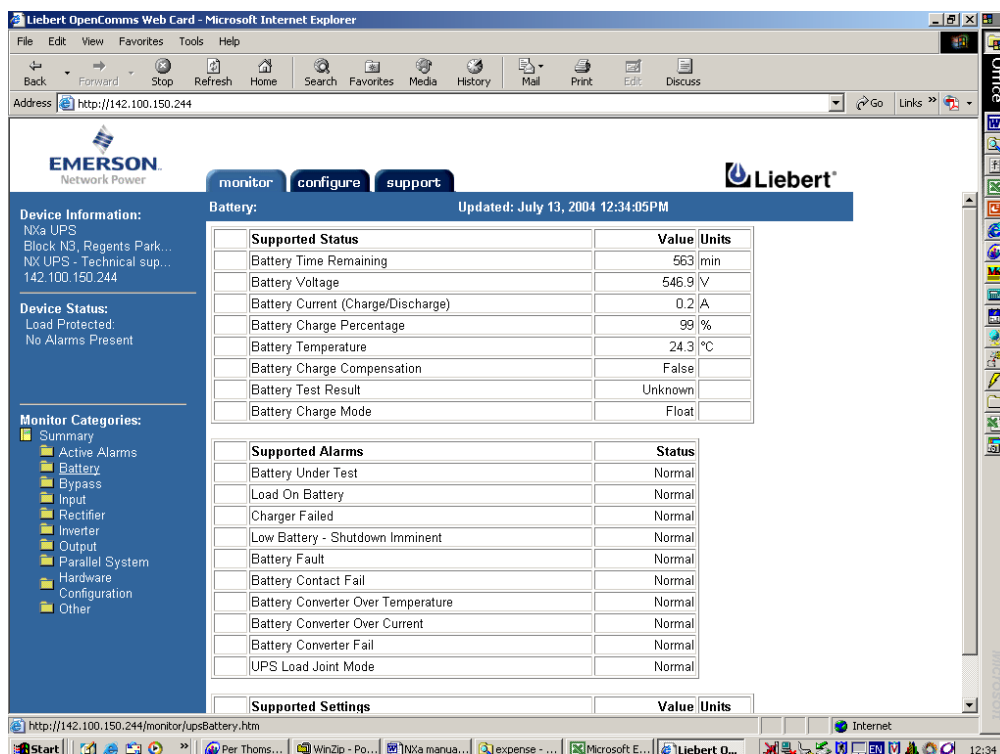 Liebert OpenComms Web Card - Microsoft Internet Explorer
File Edit View Favorites Tools Help
Back Forward Stop Refresh Home Search Favorites Media History Mail Print Edit Discuss
Address http://142.100.150.244 Go Links »
Office
EMERSON
Network Power
monitor configure support
Liebert
Battery: Updated: July 13, 2004 12:34:05PM
Device Information:
NXa UPS
Block N3, Regents Park...
NX UPS - Technical sup...
142.100.150.244
Device Status:
Load Protected:
No Alarms Present
Monitor Categories:
Summary
Active Alarms
Battery
Bypass
Input
Rectifier
Inverter
Output
Parallel System
Hardware
Configuration
Other
Supported Status Value Units
Battery Time Remaining 563 min
Battery Voltage 546.9 V
Battery Current (Charge/Discharge) 0.2 A
Battery Charge Percentage 99 %
Battery Temperature 24.3 °C
Battery Charge Compensation False
Battery Test Result Unknown
Battery Charge Mode Float
Supported Alarms Status
Battery Under Test Normal
Load On Battery Normal
Charger Failed Normal
Low Battery - Shutdown Imminent Normal
Battery Fault Normal
Battery Contact Fail Normal
Battery Converter Over Temperature Normal
Battery Converter Over Current Normal
Battery Converter Fail Normal
UPS Load Joint Mode Normal
Supported Settings Value Units
http://142.100.150.244/monitor/upsBattery.htm Internet
Start » Per Thoms... WinZip - Po... NXa manua... expense - ... Microsoft E... Liebert O... EN 12:31